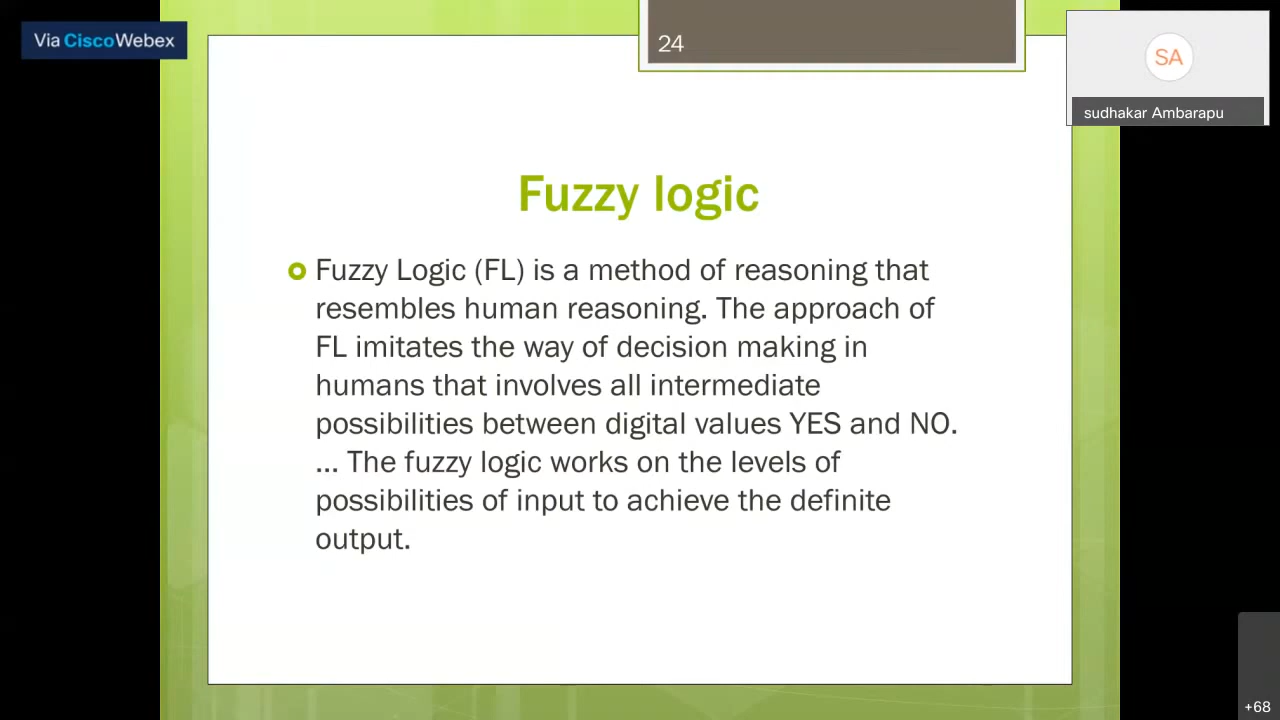 Via CiscoWebex
24
SA
sudhakar Ambarapu
Fuzzy logic
Fuzzy Logic (FL) is a method of reasoning that
resembles human reasoning. The approach of
FL imitates the way of decision making in
humans that involves all intermediate
possibilities between digital values YES and NO.
... The fuzzy logic works on the levels of
possibilities of input to achieve the definite
output.
+68